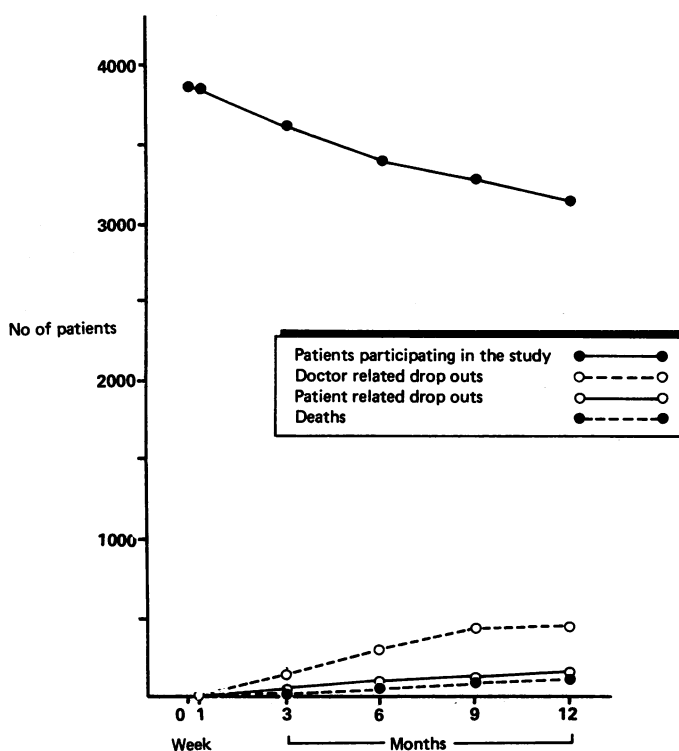 4000
3000
No of patients
Patients participating in the study
Doctor related drop outs
2000
Patient related drop outs
Deaths
1000
0 1 3 6 9 12
Week Months